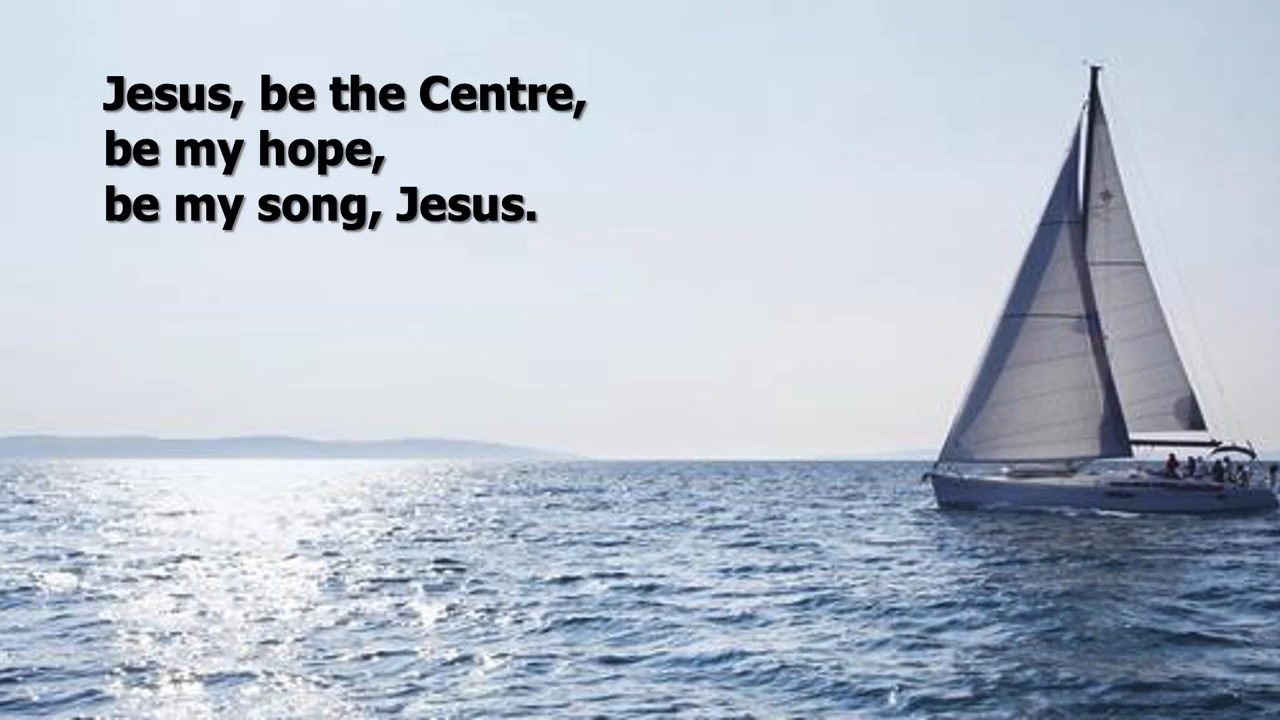 Jesus, be the Centre,
be my hope,
be my song, Jesus.